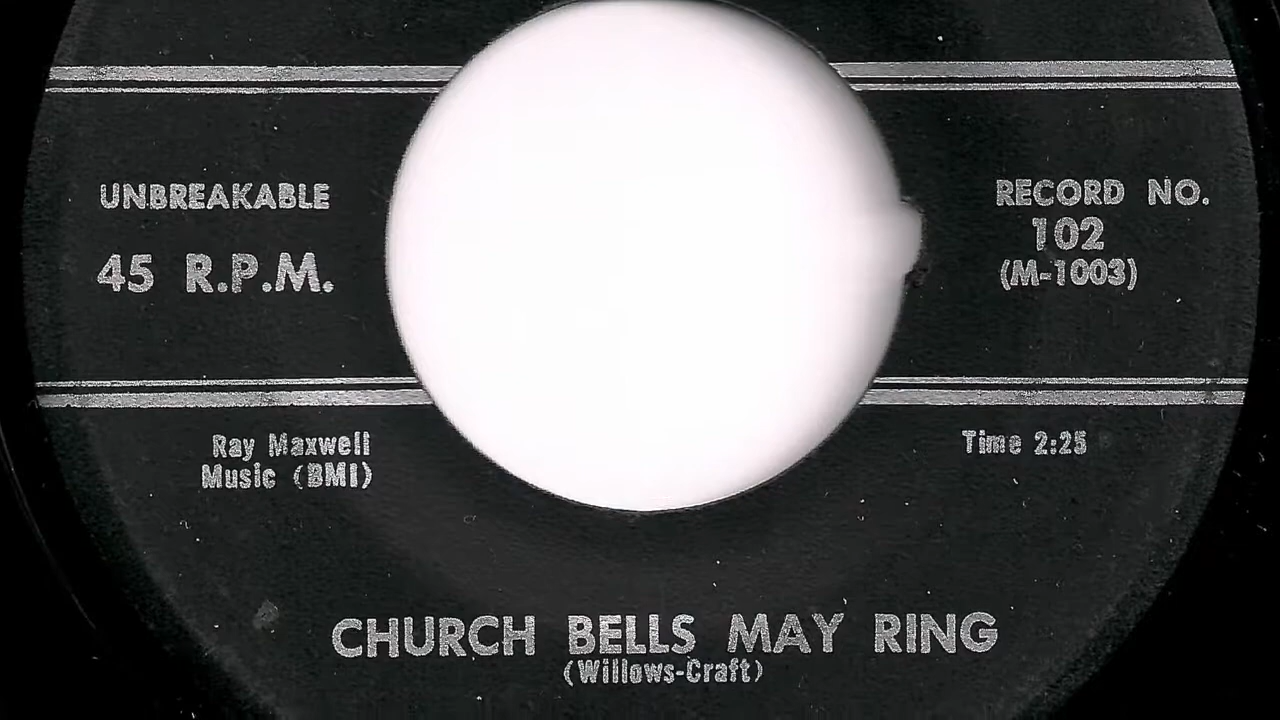 UNBREAKABLE
45 R.P.M.
RECORD NO.
102
(M-1003)
Ray Maxwell
Music (BMI)
Time 2:25
CHURCH BELLS MAY RING
(Willows-Craft)